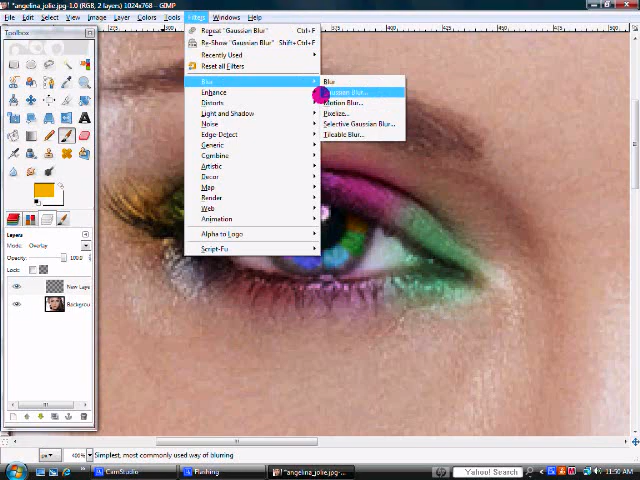 *angelina_jolie.jpg-1.0 (RGB, 2 layers) 1024x768 – GIMP
File Edit Select View Image Layer Colors Tools Filters Windows Help
Toolbox
Repeat "Gaussian Blur" Ctrl+F
Re-Show "Gaussian Blur" Shift+Ctrl+F
Recently Used
Reset all Filters
Blur
Enhance
Distorts
Light and Shadow
Noise
Edge-Detect
Generic
Combine
Artistic
Decor
Map
Render
Web
Animation
Alpha to Logo
Script-Fu
Blur
Gaussian Blur...
Motion Blur...
Pixelize...
Selective Gaussian Blur...
Tileable Blur...
Layers
Mode: Overlay
Opacity: 100.0
Lock:
New Laye
Backgrou
px 400% Simplest, most commonly used way of blurring
CamStudio
Flashing
*angelina_jolie.jpg-...
Yahoo! Search
11:50 AM